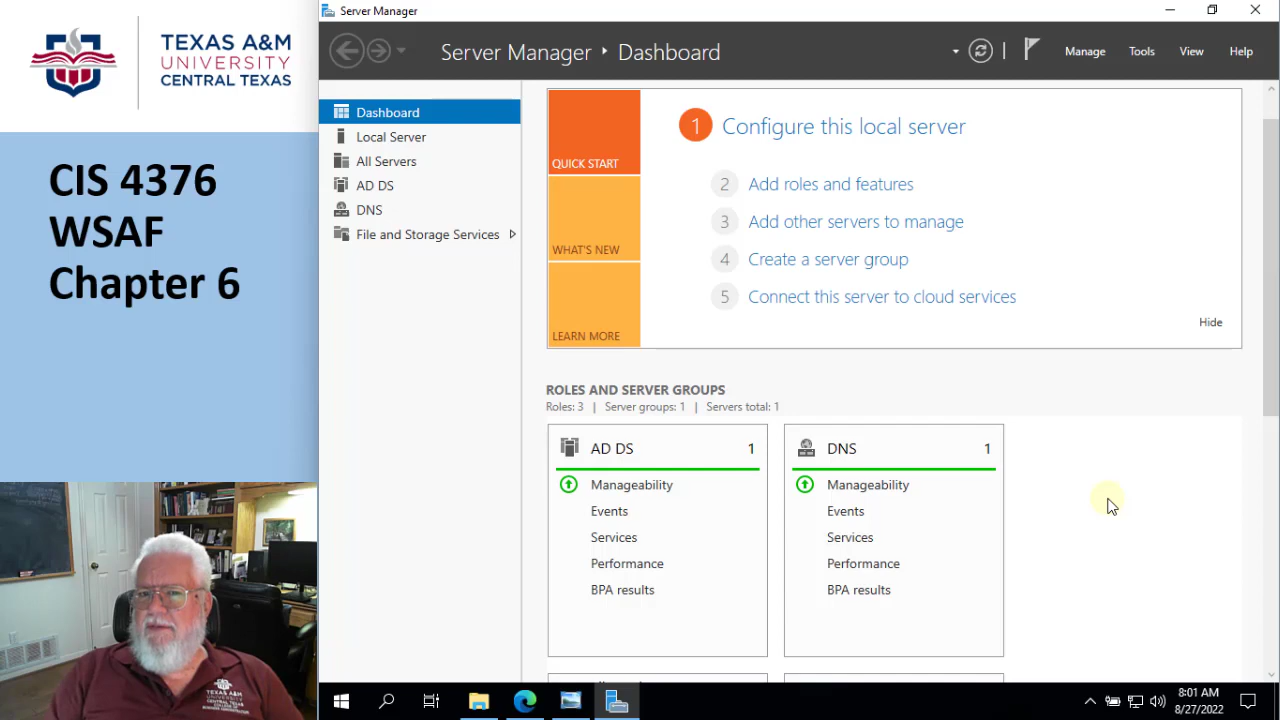 TEXAS A&M
UNIVERSITY
CENTRAL TEXAS
CIS 4376
WSAF
Chapter 6
Server Manager
Server Manager ‣ Dashboard
Manage
Tools
View
Help
Dashboard
Local Server
All Servers
AD DS
DNS
File and Storage Services
QUICK START
WHAT'S NEW
LEARN MORE
1 Configure this local server
2 Add roles and features
3 Add other servers to manage
4 Create a server group
5 Connect this server to cloud services
Hide
ROLES AND SERVER GROUPS
Roles: 3 | Server groups: 1 | Servers total: 1
AD DS 1
Manageability
Events
Services
Performance
BPA results
DNS 1
Manageability
Events
Services
Performance
BPA results
TEXAS A&M
8:01 AM
8/27/2022